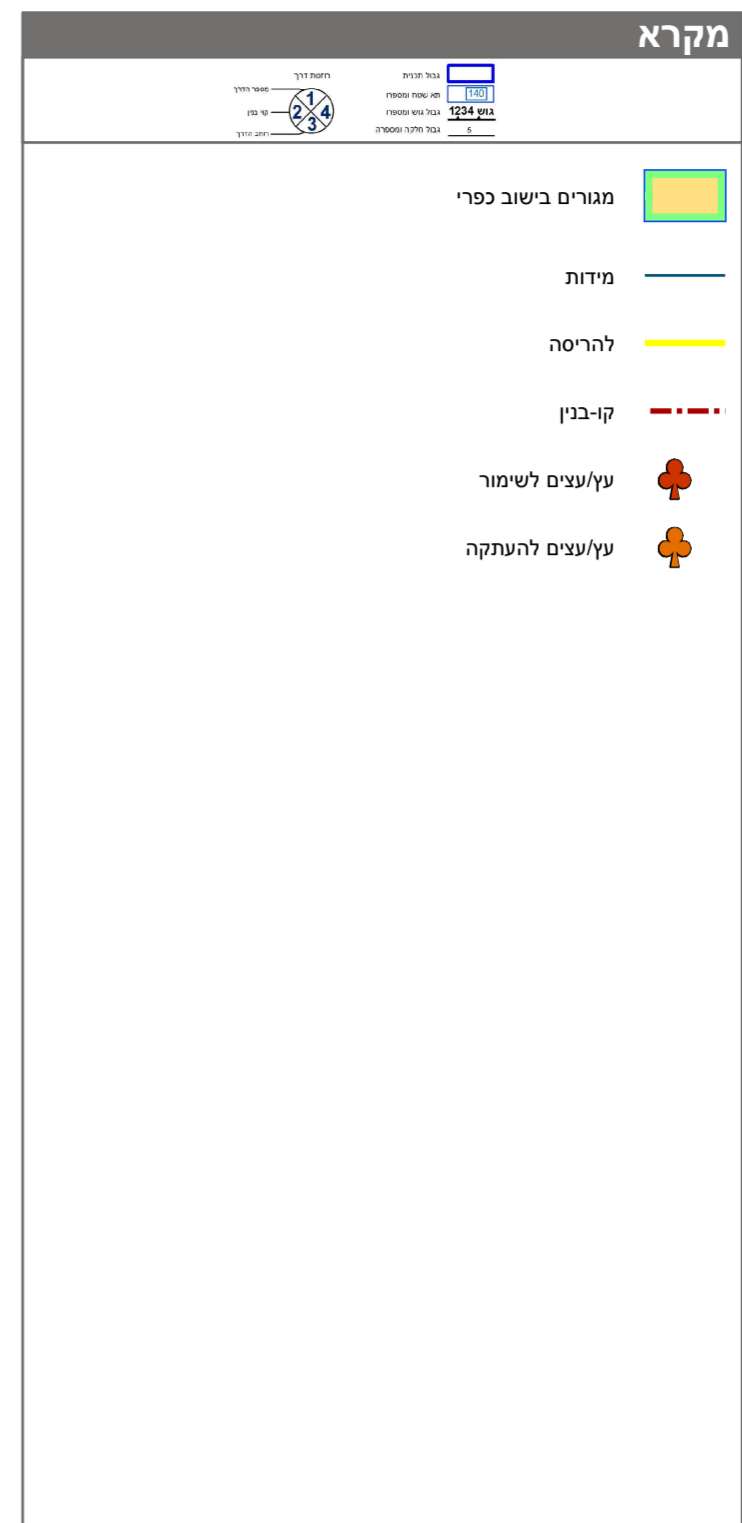 מקרא
גבול תכנית
140 תא שטח ומספרו
גוש 1234 גבול גוש ומספרו
5 גבול חלקה ומספרה
רוזטת דרך
מספר הדרך
קוי בנין
רוחב הדרך
1
2 4
3
מגורים בישוב כפרי
מידות
להריסה
קו-בנין
עץ/עצים לשימור
עץ/עצים להעתקה